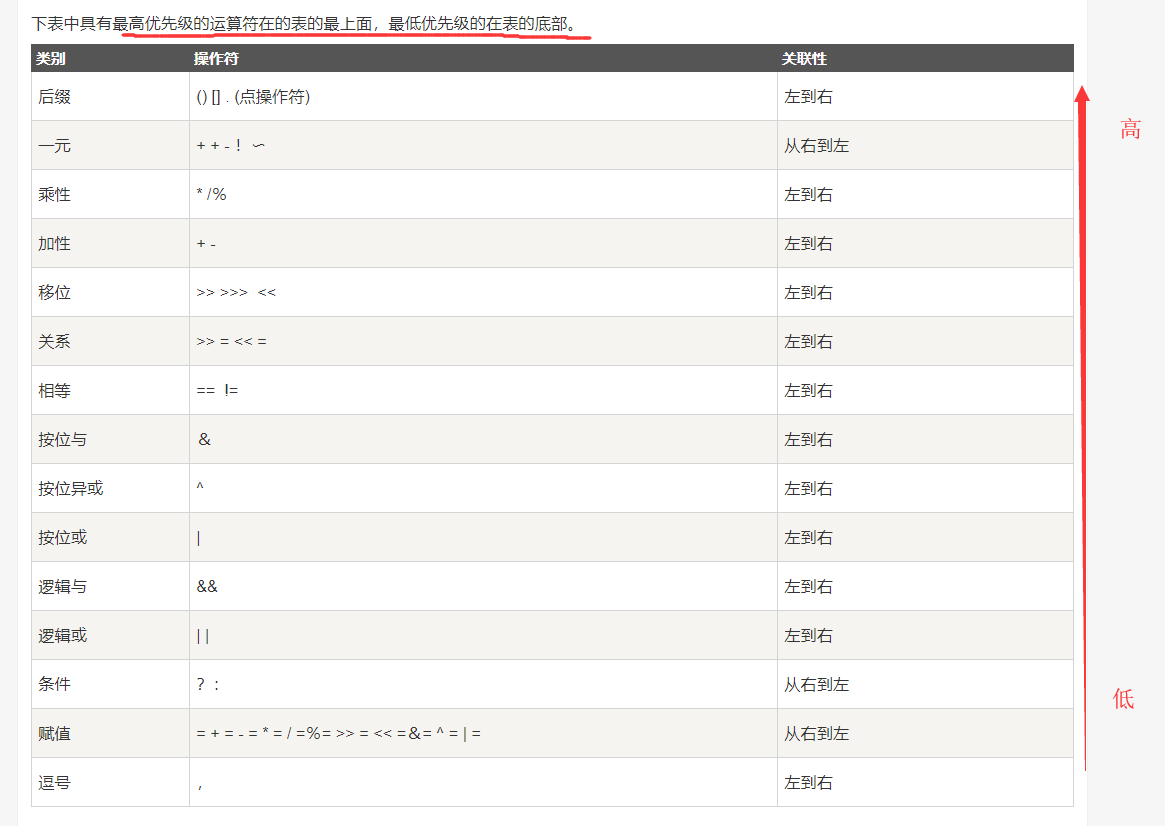 下表中具有最高优先级的运算符在的表的最上面，最低优先级的在表的底部。
类别 操作符 关联性
后缀 () [] . (点操作符) 左到右
一元 + + - ！ 〜 从右到左
乘性 * /% 左到右
加性 + - 左到右
移位 >> >>> << 左到右
关系 >> = << = 左到右
相等 == != 左到右
按位与 & 左到右
按位异或 ^ 左到右
按位或 | 左到右
逻辑与 && 左到右
逻辑或 | | 左到右
条件 ？： 从右到左
赋值 = + = - = * = / =%= >> = << =&= ^ = | = 从右到左
逗号 ， 左到右
高
低